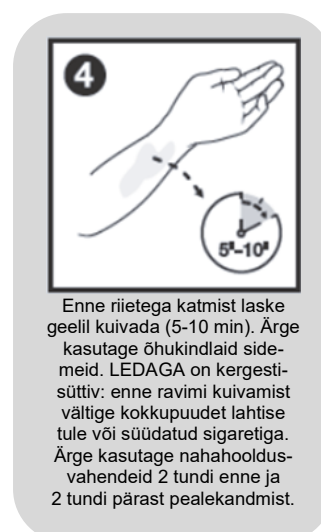 4
5"-10"
Enne riietega katmist laske
geelil kuivada (5-10 min). Ärge
kasutage õhukindlaid side-
meid. LEDAGA on kergesti-
süttiv: enne ravimi kuivamist
vältige kokkupuudet lahtise
tule või süüdatud sigaretiga.
Ärge kasutage nahahooldus-
vahendeid 2 tundi enne ja
2 tundi pärast pealekandmist.